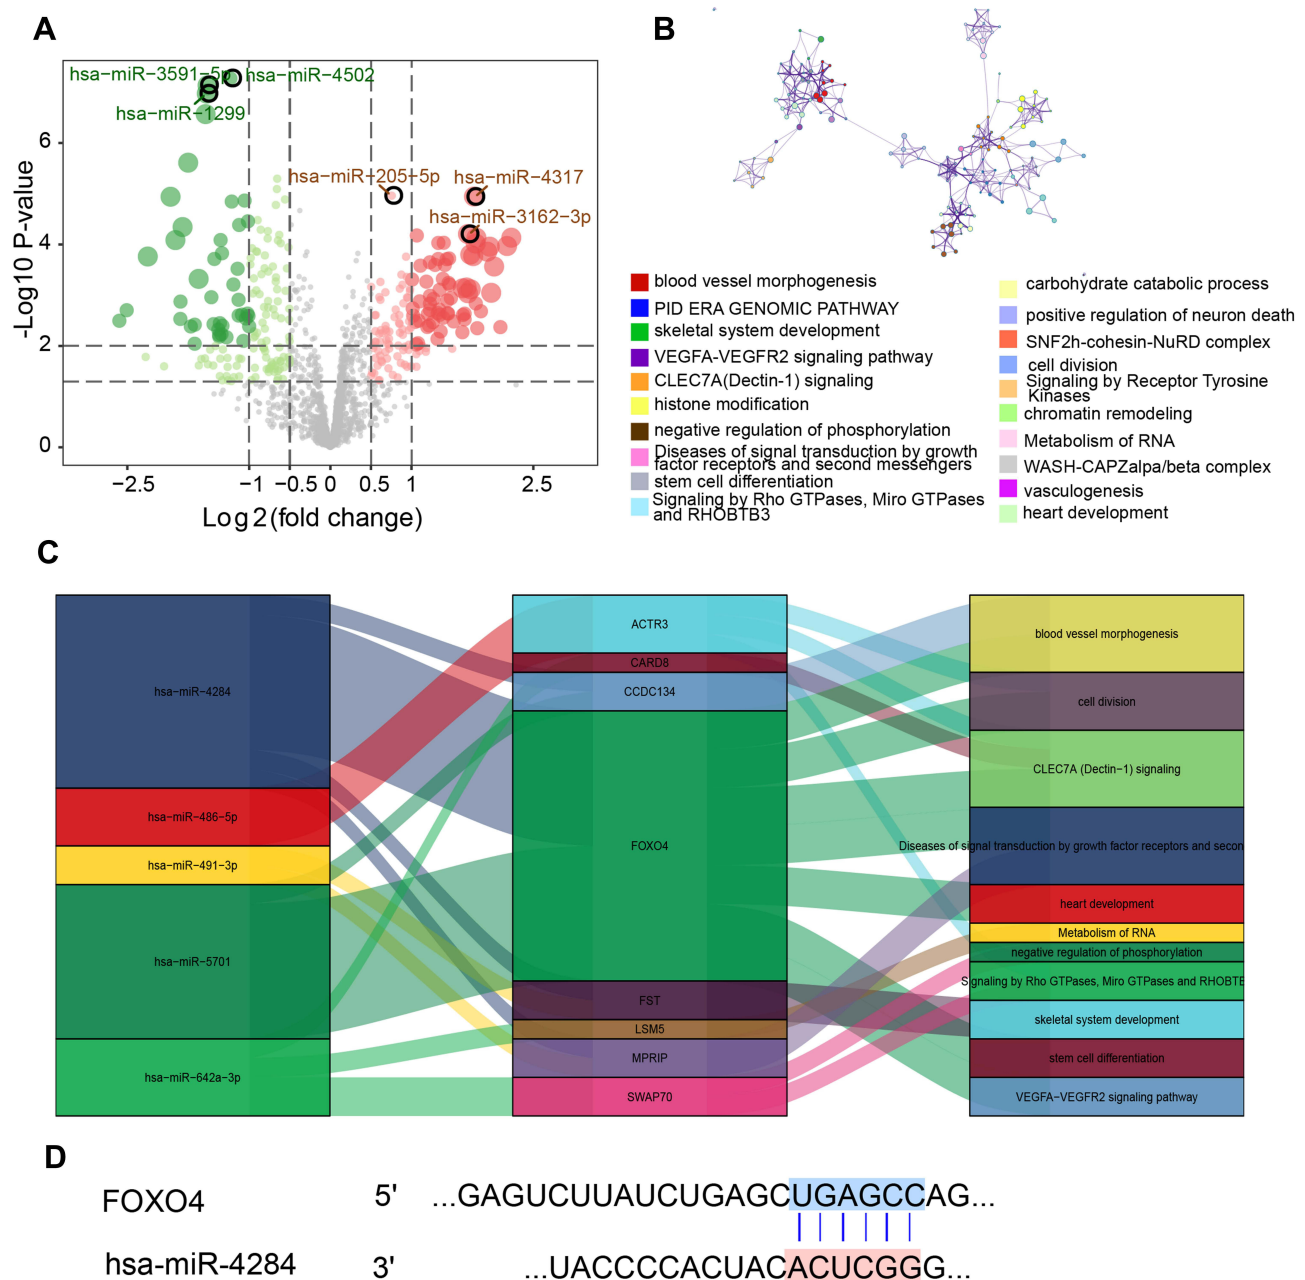 A
hsa-miR-3591-5p
hsa-miR-4502
hsa-miR-1299
hsa-miR-205-5p
hsa-miR-4317
hsa-miR-3162-3p
-Log10 P-value
6
4
2
0
-2.5
-1
-0.5
0
0.5
1
2.5
Log2(fold change)
B
blood vessel morphogenesis
PID ERA GENOMIC PATHWAY
skeletal system development
VEGFA-VEGFR2 signaling pathway
CLEC7A(Dectin-1) signaling
histone modification
negative regulation of phosphorylation
Diseases of signal transduction by growth
factor receptors and second messengers
stem cell differentiation
Signaling by Rho GTPases, Miro GTPases
and RHOBTB3
carbohydrate catabolic process
positive regulation of neuron death
SNF2h-cohesin-NuRD complex
cell division
Signaling by Receptor Tyrosine
Kinases
chromatin remodeling
Metabolism of RNA
WASH-CAPZalpa/beta complex
vasculogenesis
heart development
C
hsa-miR-4284
hsa-miR-486-5p
hsa-miR-491-3p
hsa-miR-5701
hsa-miR-642a-3p
ACTR3
CARD8
CCDC134
FOXO4
FST
LSM5
MPRIP
SWAP70
blood vessel morphogenesis
cell division
CLEC7A (Dectin-1) signaling
Diseases of signal transduction by growth factor receptors and secon
heart development
Metabolism of RNA
negative regulation of phosphorylation
Signaling by Rho GTPases, Miro GTPases and RHOBTB
skeletal system development
stem cell differentiation
VEGFA-VEGFR2 signaling pathway
D
FOXO4 5' ...GAGUCUUAUCUGAGCUGAGCCAG...
hsa-miR-4284 3' ...UACCCCACUACACUCGGG...